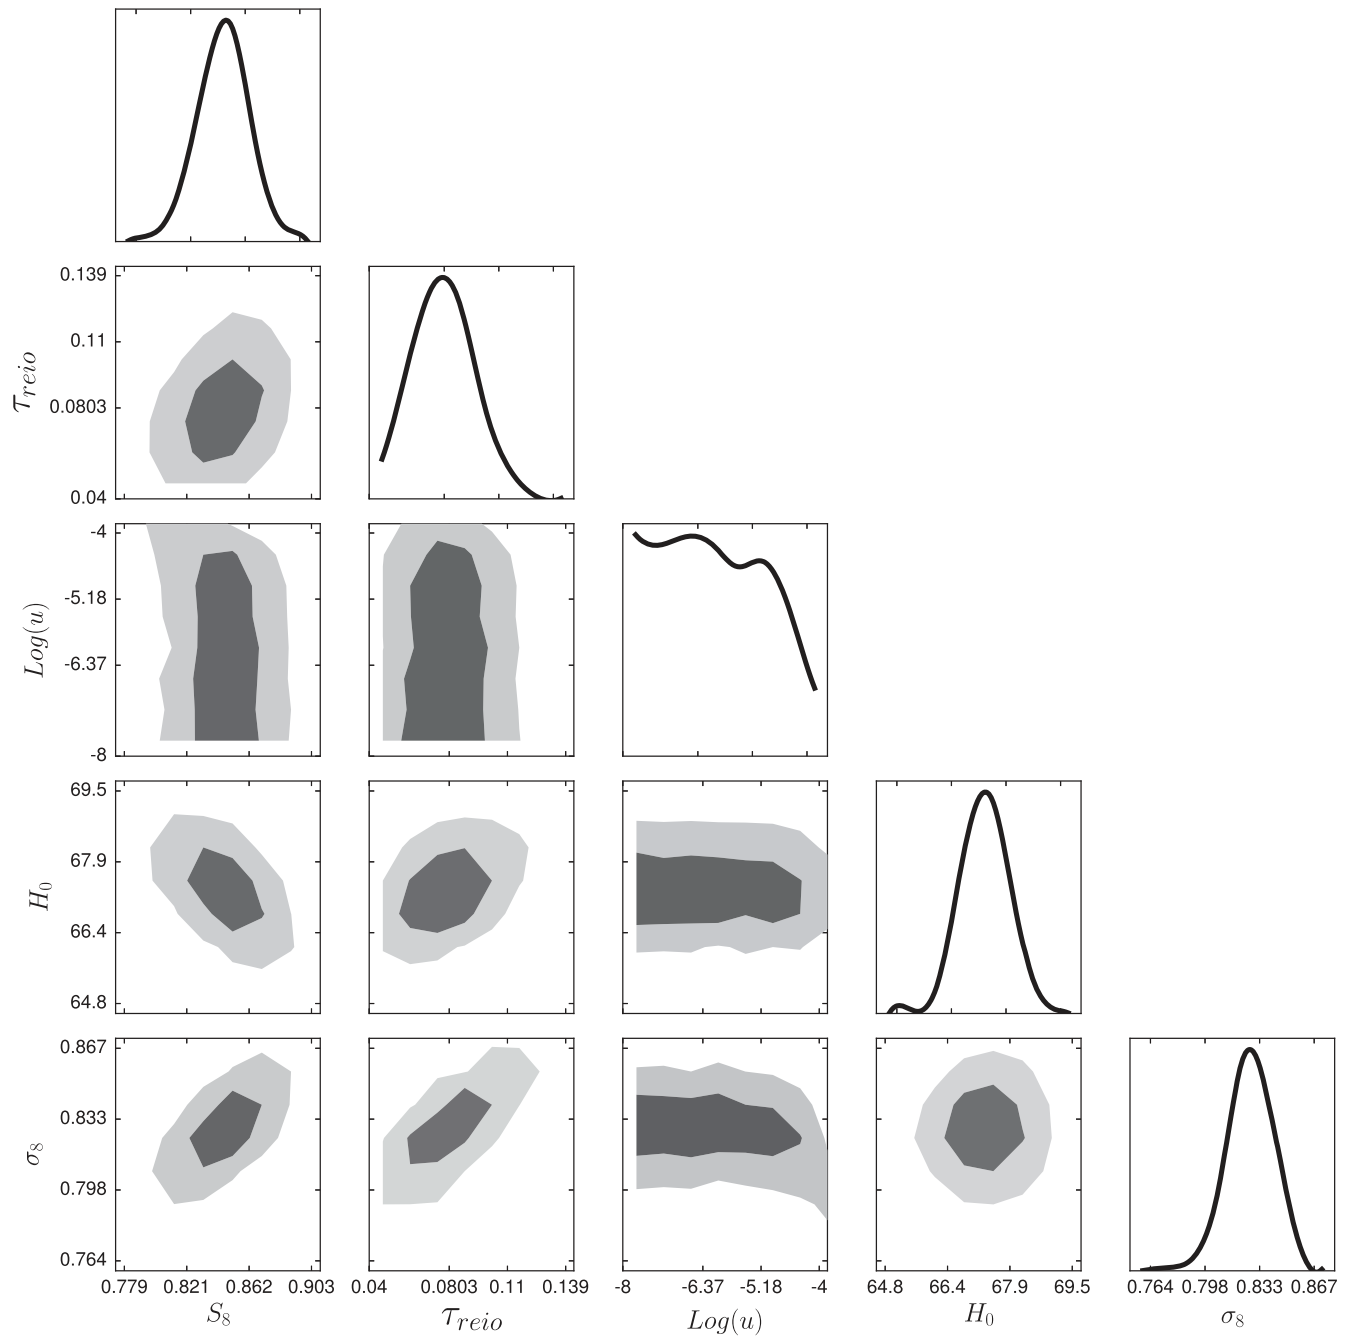 0.139
0.11
0.0803
0.04
τreio
-4
-5.18
-6.37
-8
Log(u)
69.5
67.9
66.4
64.8
H0
0.867
0.833
0.798
0.764
σ8
0.779 0.821 0.862 0.903
0.04 0.0803 0.11 0.139
-8 -6.37 -5.18 -4
64.8 66.4 67.9 69.5
0.764 0.798 0.833 0.867
S8 τreio Log(u) H0 σ8